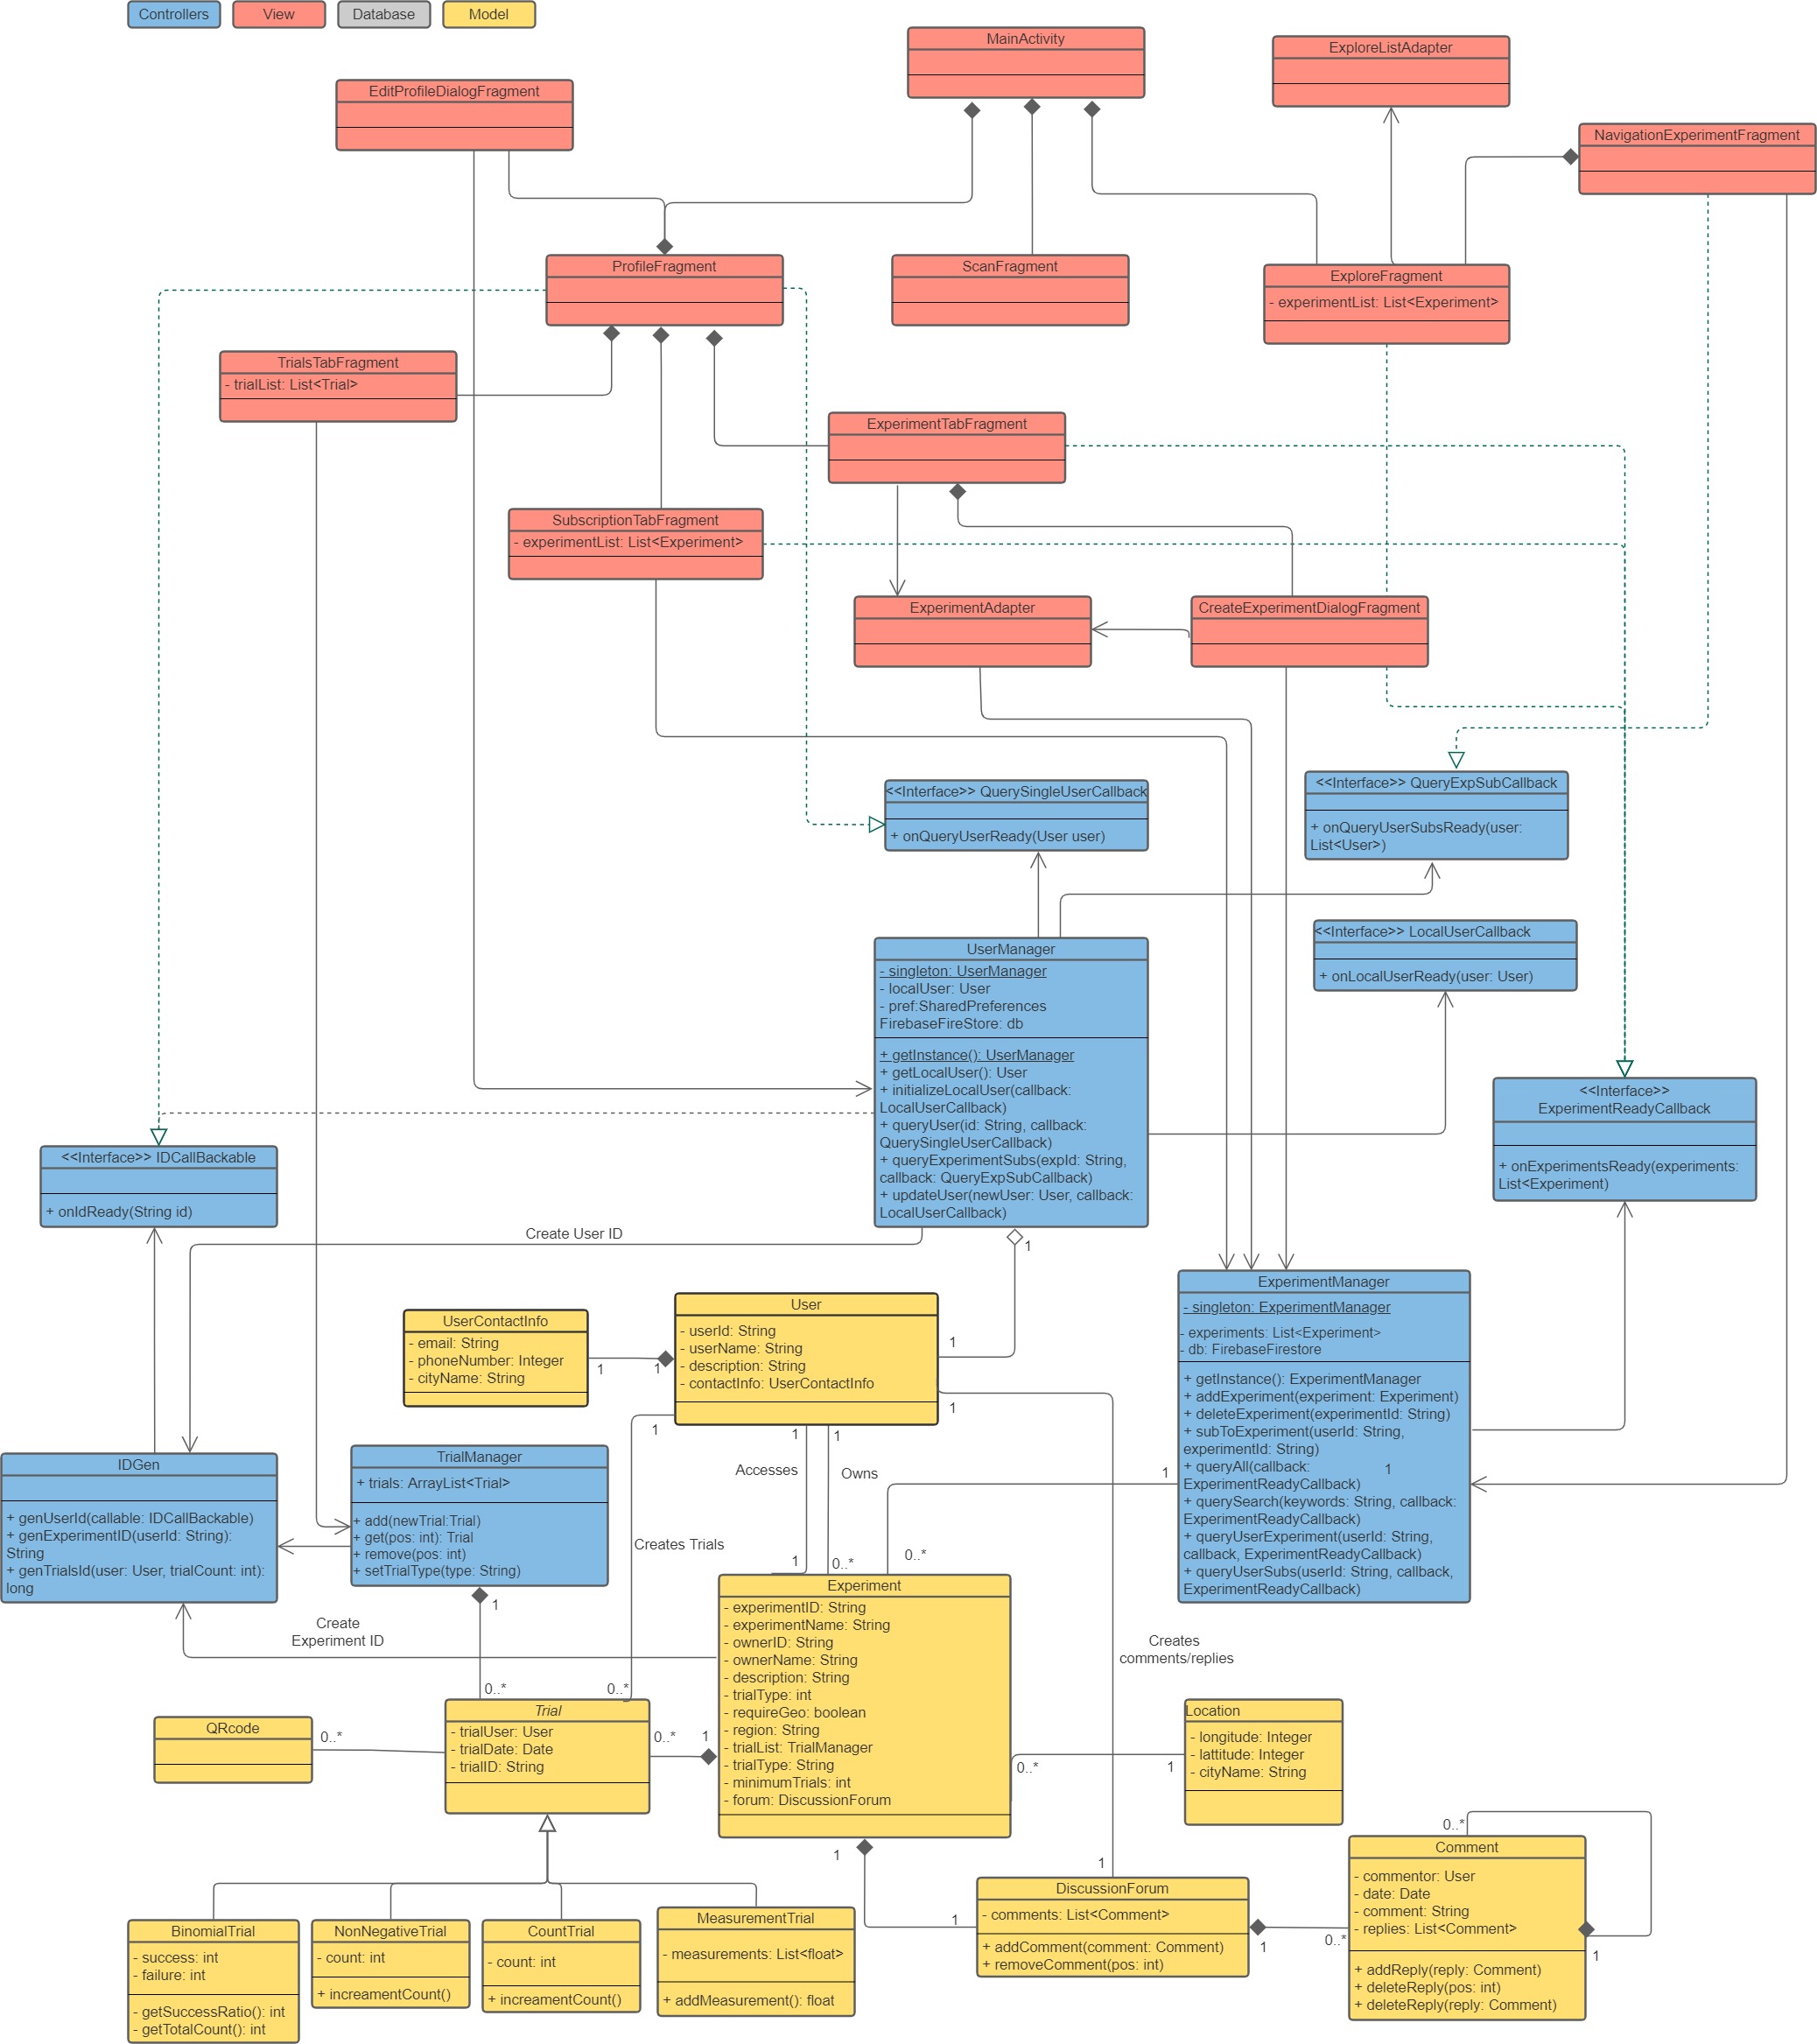 Controllers
View
Database
Model
MainActivity
ExploreListAdapter
EditProfileDialogFragment
NavigationExperimentFragment
ProfileFragment
ScanFragment
ExploreFragment
- experimentList: List<Experiment>
TrialsTabFragment
- trialList: List<Trial>
ExperimentTabFragment
SubscriptionTabFragment
- experimentList: List<Experiment>
ExperimentAdapter
CreateExperimentDialogFragment
<<Interface>> QuerySingleUserCallback
+ onQueryUserReady(User user)
<<Interface>> QueryExpSubCallback
+ onQueryUserSubsReady(user:
List<User>)
<<Interface>> LocalUserCallback
+ onLocalUserReady(user: User)
UserManager
- singleton: UserManager
- localUser: User
- pref:SharedPreferences
FirebaseFireStore: db
+ getInstance(): UserManager
+ getLocalUser(): User
+ initializeLocalUser(callback:
LocalUserCallback)
+ queryUser(id: String, callback:
QuerySingleUserCallback)
+ queryExperimentSubs(expId: String,
callback: QueryExpSubCallback)
+ updateUser(newUser: User, callback:
LocalUserCallback)
<<Interface>>
ExperimentReadyCallback
+ onExperimentsReady(experiments:
List<Experiment)
<<Interface>> IDCallBackable
+ onIdReady(String id)
Create User ID
1
ExperimentManager
- singleton: ExperimentManager
- experiments: List<Experiment>
- db: FirebaseFirestore
+ getInstance(): ExperimentManager
+ addExperiment(experiment: Experiment)
+ deleteExperiment(experimentId: String)
+ subToExperiment(userId: String,
experimentId: String)
+ queryAll(callback:
1
ExperimentReadyCallback)
+ querySearch(keywords: String, callback:
ExperimentReadyCallback)
+ queryUserExperiment(userId: String,
callback, ExperimentReadyCallback)
+ queryUserSubs(userId: String, callback,
ExperimentReadyCallback)
User
- userId: String
- userName: String
- description: String
- contactInfo: UserContactInfo
UserContactInfo
- email: String
- phoneNumber: Integer
- cityName: String
1
1
1
1
1
1
1
Accesses
Owns
1
IDGen
+ genUserId(callable: IDCallBackable)
+ genExperimentID(userId: String):
String
+ genTrialsId(user: User, trialCount: int):
long
TrialManager
+ trials: ArrayList<Trial>
+ add(newTrial:Trial)
+ get(pos: int): Trial
+ remove(pos: int)
+ setTrialType(type: String)
Creates Trials
1
0..*
0..*
1
Create
Experiment ID
Experiment
- experimentID: String
- experimentName: String
- ownerID: String
- ownerName: String
- description: String
- trialType: int
- requireGeo: boolean
- region: String
- trialList: TrialManager
- trialType: String
- minimumTrials: int
- forum: DiscussionForum
Creates
comments/replies
0..*
0..*
QRcode
0..*
Trial
- trialUser: User
- trialDate: Date
- trialID: String
0..*
1
Location
- longitude: Integer
- lattitude: Integer
- cityName: String
0..*
1
1
1
1
DiscussionForum
- comments: List<Comment>
+ addComment(comment: Comment)
+ removeComment(pos: int)
1
0..*
0..*
Comment
- commentor: User
- date: Date
- comment: String
- replies: List<Comment>
+ addReply(reply: Comment)
+ deleteReply(pos: int)
+ deleteReply(reply: Comment)
1
BinomialTrial
- success: int
- failure: int
- getSuccessRatio(): int
- getTotalCount(): int
NonNegativeTrial
- count: int
+ increamentCount()
CountTrial
- count: int
+ increamentCount()
MeasurementTrial
- measurements: List<float>
+ addMeasurement(): float